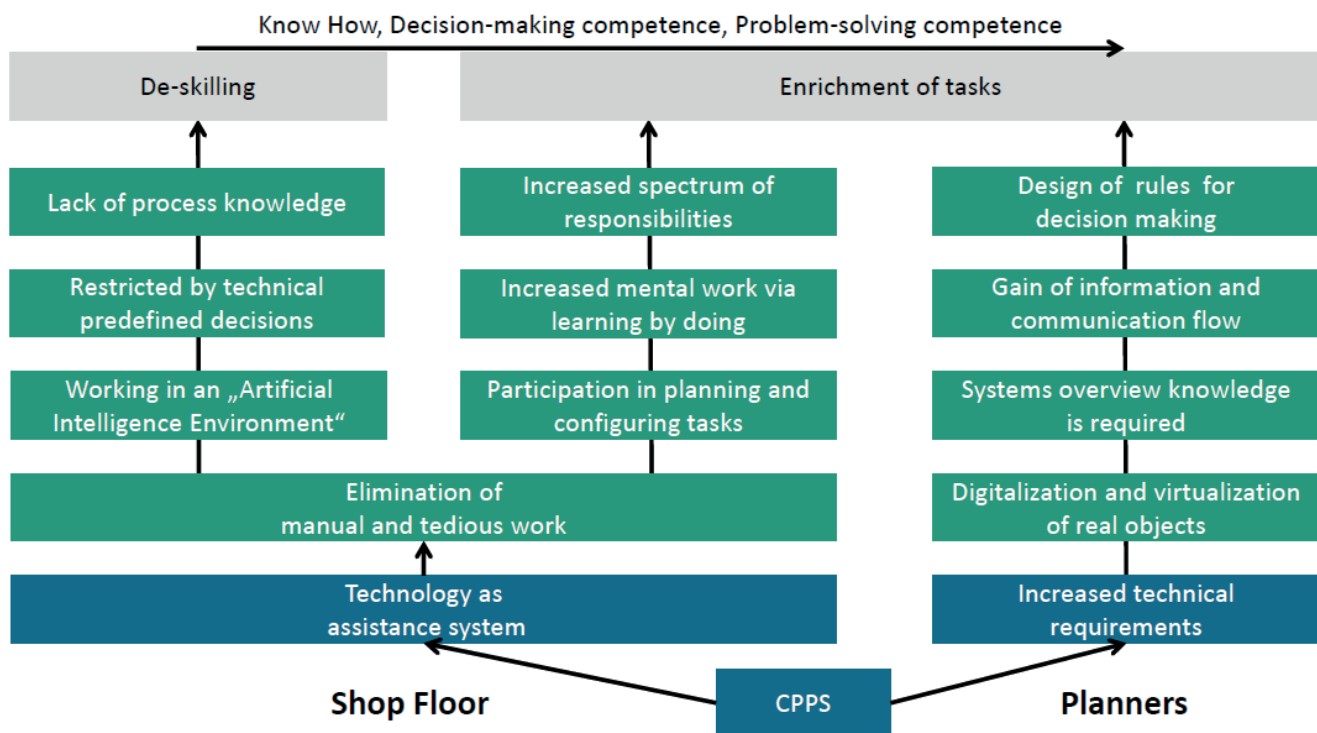 Know How, Decision-making competence, Problem-solving competence
De-skilling
Enrichment of tasks
Lack of process knowledge
Increased spectrum of
responsibilities
Design of rules for
decision making
Restricted by technical
predefined decisions
Increased mental work via
learning by doing
Gain of information and
communication flow
Working in an „Artificial
Intelligence Environment“
Participation in planning and
configuring tasks
Systems overview knowledge
is required
Elimination of
manual and tedious work
Digitalization and virtualization
of real objects
Technology as
assistance system
Increased technical
requirements
Shop Floor
CPPS
Planners